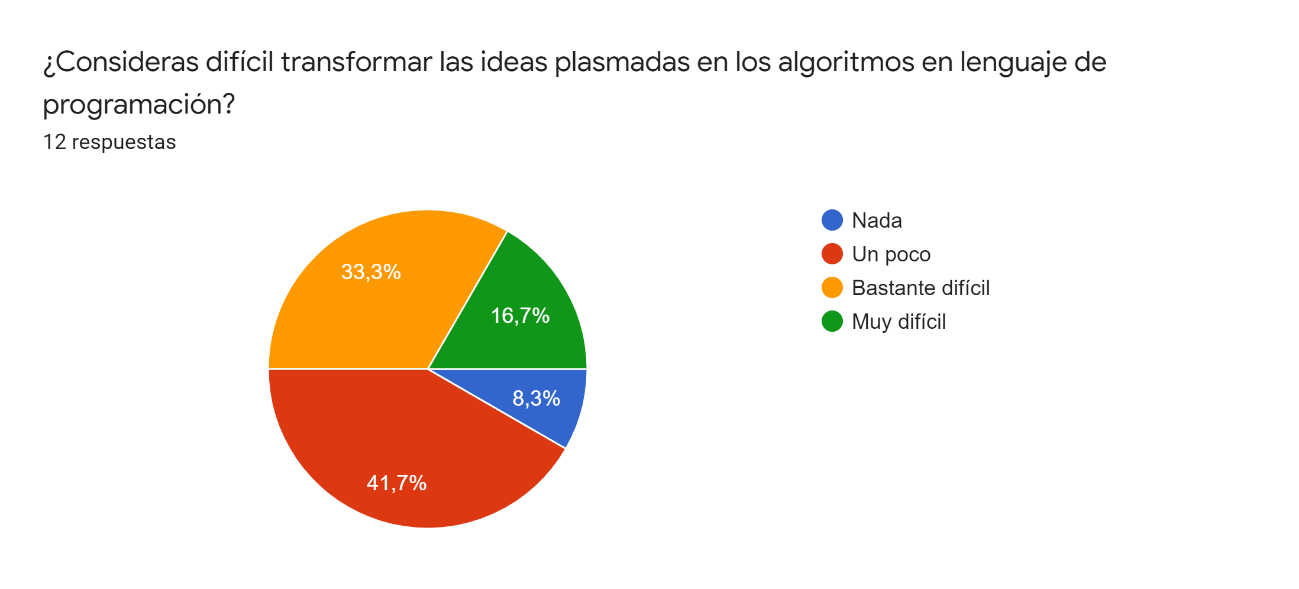 ¿Consideras difícil transformar las ideas plasmadas en los algoritmos en lenguaje de
programación?
12 respuestas
Nada
Un poco
Bastante difícil
Muy difícil
33,3%
16,7%
8,3%
41,7%